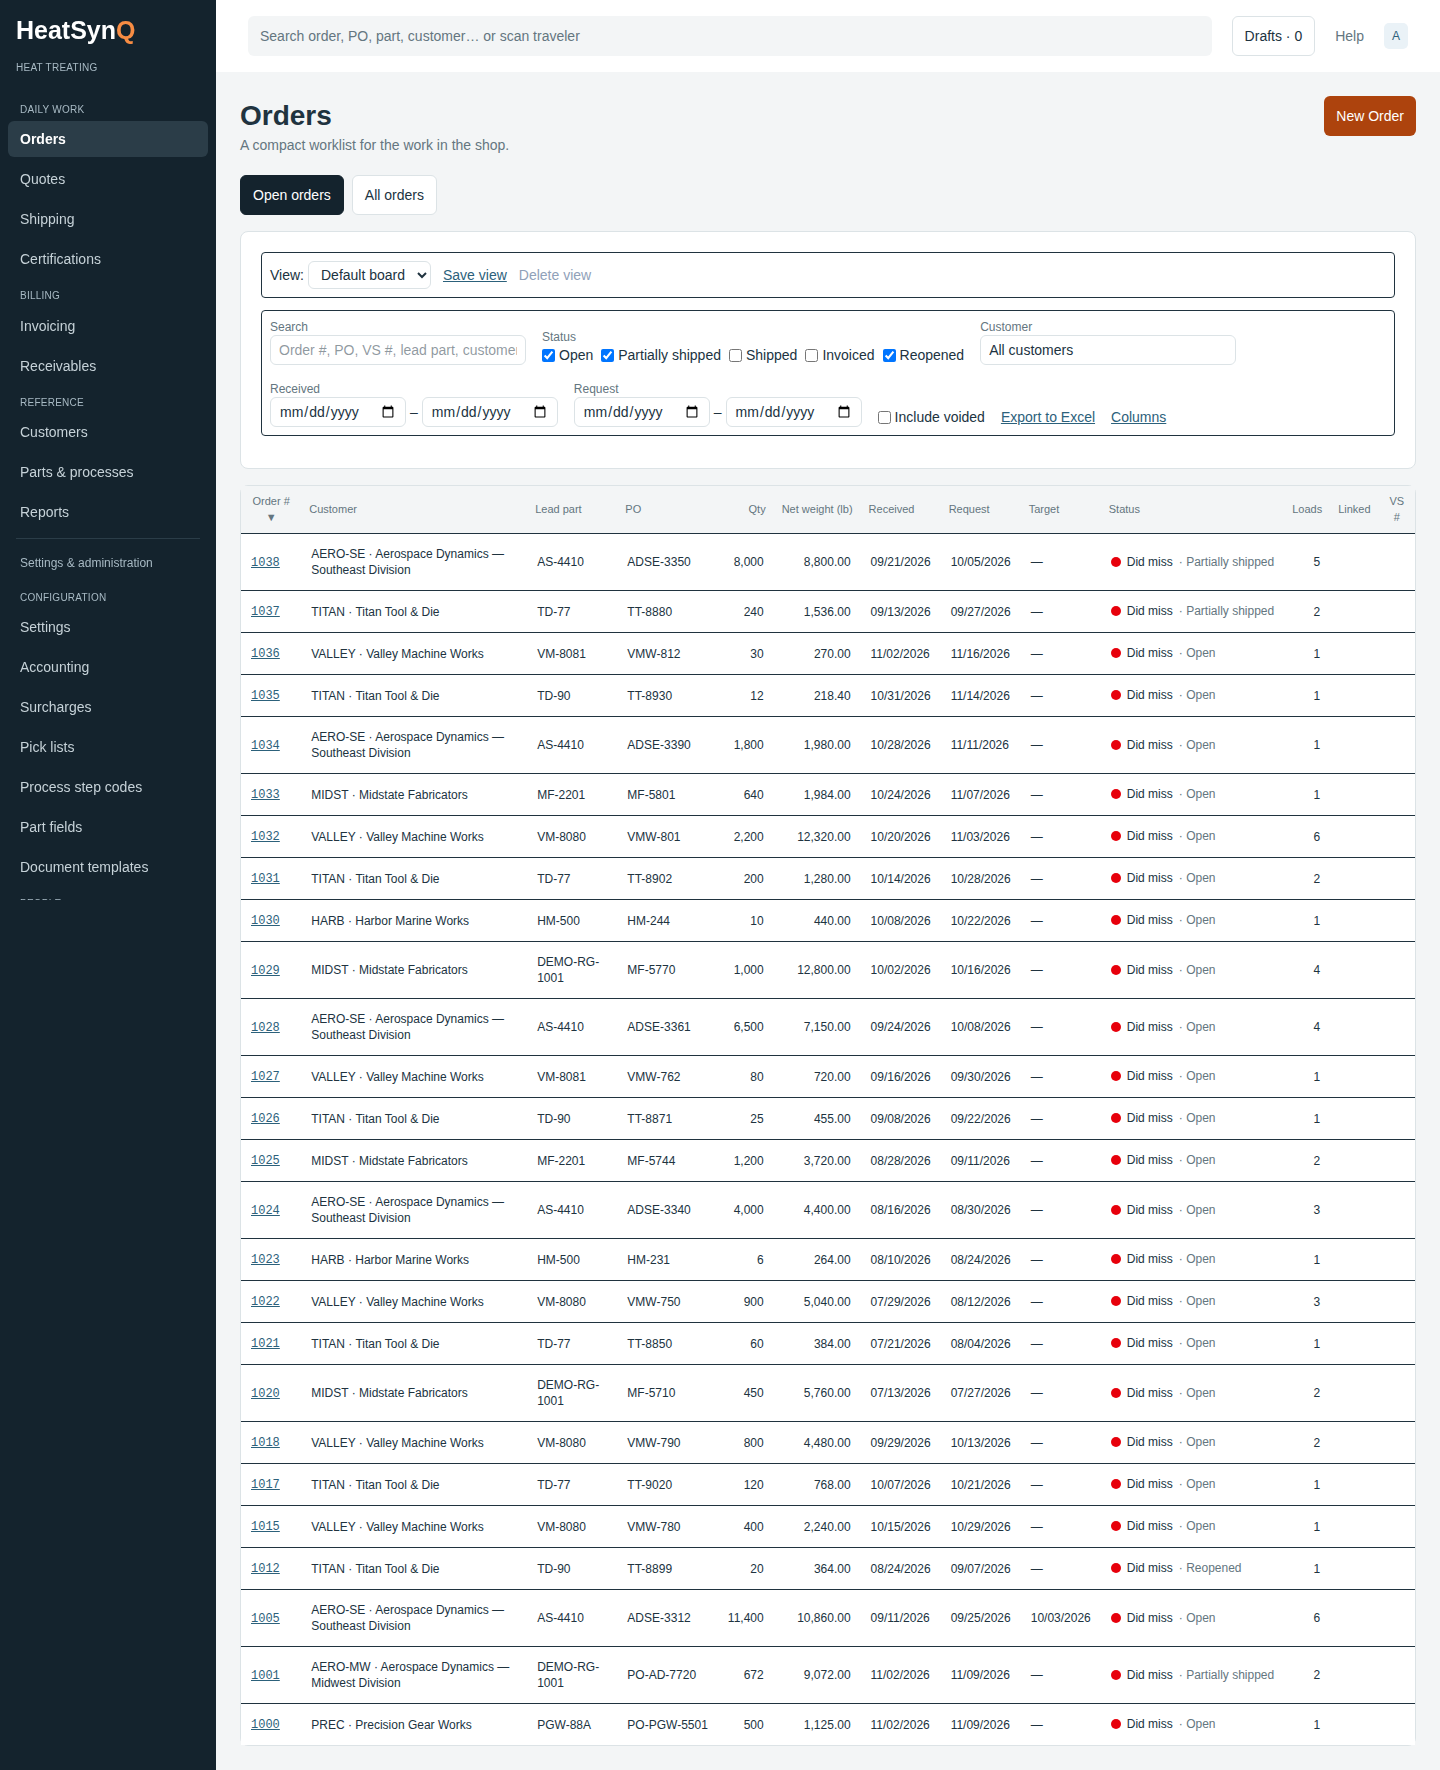 HeatSynQ
HEAT TREATING
DAILY WORK
Orders
Quotes
Shipping
Certifications
BILLING
Invoicing
Receivables
REFERENCE
Customers
Parts & processes
Reports
Settings & administration
CONFIGURATION
Settings
Accounting
Surcharges
Pick lists
Process step codes
Part fields
Document templates
Search order, PO, part, customer… or scan traveler
Drafts · 0
Help
A
Orders
A compact worklist for the work in the shop.
New Order
Open orders
All orders
View: Default board Save view Delete view
Search
Order #, PO, VS #, lead part, custome
Status
Open Partially shipped Shipped Invoiced Reopened
Customer
All customers
Received
mm/dd/yyyy – mm/dd/yyyy
Request
mm/dd/yyyy – mm/dd/yyyy
Include voided Export to Excel Columns
Order # ▼ Customer Lead part PO Qty Net weight (lb) Received Request Target Status Loads Linked VS #
1038 AERO-SE · Aerospace Dynamics — Southeast Division AS-4410 ADSE-3350 8,000 8,800.00 09/21/2026 10/05/2026 — Did miss · Partially shipped 5
1037 TITAN · Titan Tool & Die TD-77 TT-8880 240 1,536.00 09/13/2026 09/27/2026 — Did miss · Partially shipped 2
1036 VALLEY · Valley Machine Works VM-8081 VMW-812 30 270.00 11/02/2026 11/16/2026 — Did miss · Open 1
1035 TITAN · Titan Tool & Die TD-90 TT-8930 12 218.40 10/31/2026 11/14/2026 — Did miss · Open 1
1034 AERO-SE · Aerospace Dynamics — Southeast Division AS-4410 ADSE-3390 1,800 1,980.00 10/28/2026 11/11/2026 — Did miss · Open 1
1033 MIDST · Midstate Fabricators MF-2201 MF-5801 640 1,984.00 10/24/2026 11/07/2026 — Did miss · Open 1
1032 VALLEY · Valley Machine Works VM-8080 VMW-801 2,200 12,320.00 10/20/2026 11/03/2026 — Did miss · Open 6
1031 TITAN · Titan Tool & Die TD-77 TT-8902 200 1,280.00 10/14/2026 10/28/2026 — Did miss · Open 2
1030 HARB · Harbor Marine Works HM-500 HM-244 10 440.00 10/08/2026 10/22/2026 — Did miss · Open 1
1029 MIDST · Midstate Fabricators DEMO-RG-1001 MF-5770 1,000 12,800.00 10/02/2026 10/16/2026 — Did miss · Open 4
1028 AERO-SE · Aerospace Dynamics — Southeast Division AS-4410 ADSE-3361 6,500 7,150.00 09/24/2026 10/08/2026 — Did miss · Open 4
1027 VALLEY · Valley Machine Works VM-8081 VMW-762 80 720.00 09/16/2026 09/30/2026 — Did miss · Open 1
1026 TITAN · Titan Tool & Die TD-90 TT-8871 25 455.00 09/08/2026 09/22/2026 — Did miss · Open 1
1025 MIDST · Midstate Fabricators MF-2201 MF-5744 1,200 3,720.00 08/28/2026 09/11/2026 — Did miss · Open 2
1024 AERO-SE · Aerospace Dynamics — Southeast Division AS-4410 ADSE-3340 4,000 4,400.00 08/16/2026 08/30/2026 — Did miss · Open 3
1023 HARB · Harbor Marine Works HM-500 HM-231 6 264.00 08/10/2026 08/24/2026 — Did miss · Open 1
1022 VALLEY · Valley Machine Works VM-8080 VMW-750 900 5,040.00 07/29/2026 08/12/2026 — Did miss · Open 3
1021 TITAN · Titan Tool & Die TD-77 TT-8850 60 384.00 07/21/2026 08/04/2026 — Did miss · Open 1
1020 MIDST · Midstate Fabricators DEMO-RG-1001 MF-5710 450 5,760.00 07/13/2026 07/27/2026 — Did miss · Open 2
1018 VALLEY · Valley Machine Works VM-8080 VMW-790 800 4,480.00 09/29/2026 10/13/2026 — Did miss · Open 2
1017 TITAN · Titan Tool & Die TD-77 TT-9020 120 768.00 10/07/2026 10/21/2026 — Did miss · Open 1
1015 VALLEY · Valley Machine Works VM-8080 VMW-780 400 2,240.00 10/15/2026 10/29/2026 — Did miss · Open 1
1012 TITAN · Titan Tool & Die TD-90 TT-8899 20 364.00 08/24/2026 09/07/2026 — Did miss · Reopened 1
1005 AERO-SE · Aerospace Dynamics — Southeast Division AS-4410 ADSE-3312 11,400 10,860.00 09/11/2026 09/25/2026 10/03/2026 Did miss · Open 6
1001 AERO-MW · Aerospace Dynamics — Midwest Division DEMO-RG-1001 PO-AD-7720 672 9,072.00 11/02/2026 11/09/2026 — Did miss · Partially shipped 2
1000 PREC · Precision Gear Works PGW-88A PO-PGW-5501 500 1,125.00 11/02/2026 11/09/2026 — Did miss · Open 1